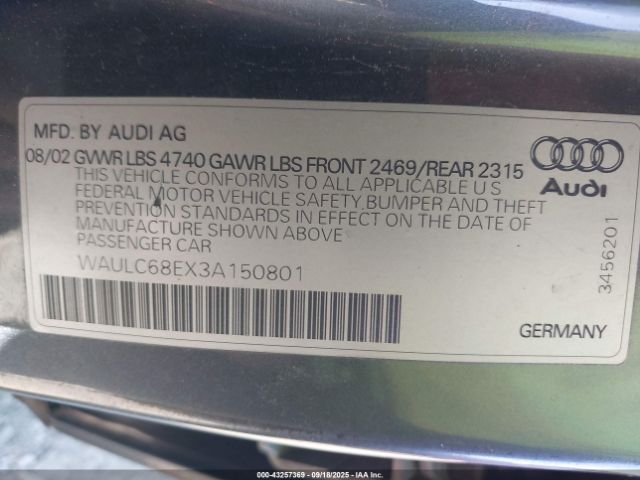 MFD. BY AUDI AG
08/02 GVWR LBS 4740 GAWR LBS FRONT 2469/REAR 2315
THIS VEHICLE CONFORMS TO ALL APPLICABLE U S
FEDERAL MOTOR VEHICLE SAFETY, BUMPER AND THEFT
PREVENTION STANDARDS IN EFFECT ON THE DATE OF
MANUFACTURE SHOWN ABOVE
PASSENGER CAR
WAULC68EX3A150801
Audi
3456201
GERMANY
000-43257369 - 09/18/2025 - IAAI, Inc.